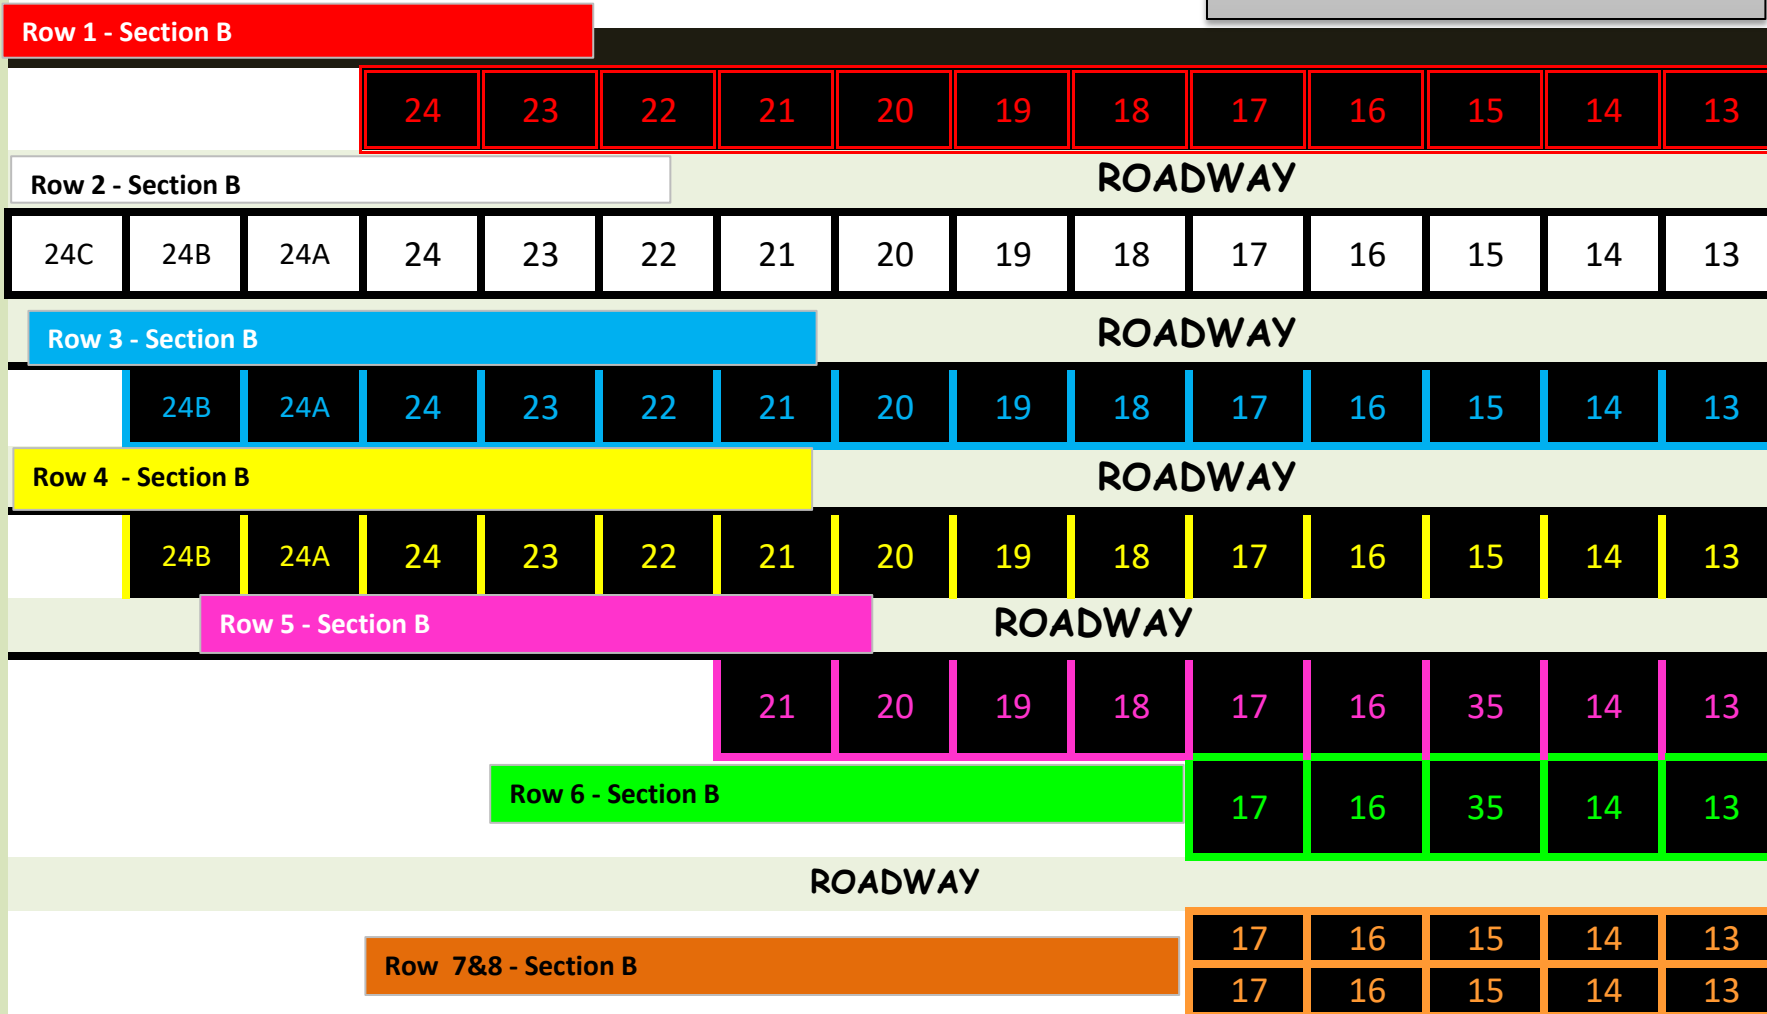 Row 1 - Section B
24 23 22 21 20 19 18 17 16 15 14 13
Row 2 - Section B
ROADWAY
24C 24B 24A 24 23 22 21 20 19 18 17 16 15 14 13
Row 3 - Section B
ROADWAY
24B 24A 24 23 22 21 20 19 18 17 16 15 14 13
Row 4 - Section B
ROADWAY
24B 24A 24 23 22 21 20 19 18 17 16 15 14 13
Row 5 - Section B
ROADWAY
21 20 19 18 17 16 35 14 13
Row 6 - Section B
17 16 35 14 13
ROADWAY
Row 7&8 - Section B
17 16 15 14 13
17 16 15 14 13